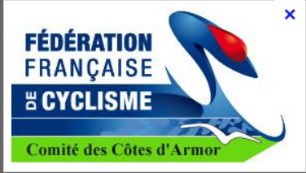 FÉDÉRATION
FRANÇAISE
DE CYCLISME
Comité des Côtes d'Armor